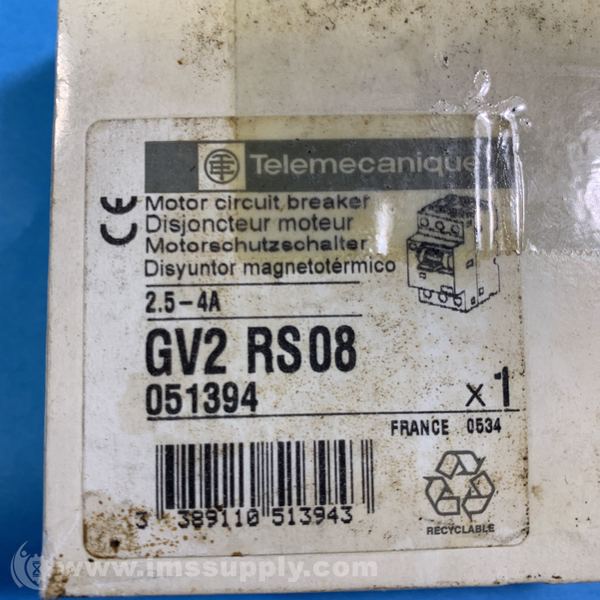 Telemecanique
CE Motor circuit breaker
Disjoncteur moteur
Motorschutzschalter
Disyuntor magnetotérmico
2.5-4A
GV2 RS08
051394 x1
FRANCE 0534
3 389110 513943
RECYCLABLE
www.imssupply.com